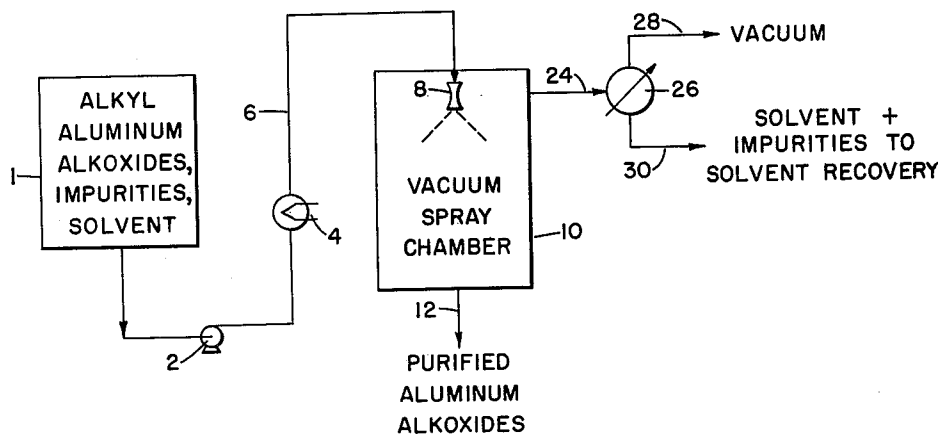 1
ALKYL
ALUMINUM
ALKOXIDES,
IMPURITIES,
SOLVENT
2
4
6
8
VACUUM
SPRAY
CHAMBER
10
12
PURIFIED
ALUMINUM
ALKOXIDES
24
26
28
VACUUM
30
SOLVENT +
IMPURITIES TO
SOLVENT RECOVERY